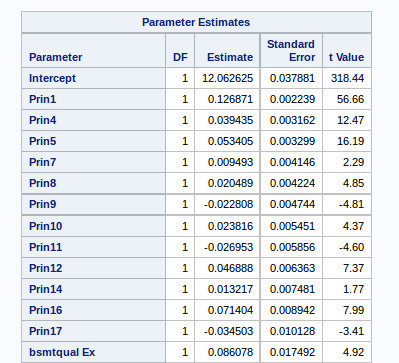 Parameter Estimates
Parameter DF Estimate Standard Error t Value
Intercept 1 12.062625 0.037881 318.44
Prin1 1 0.126871 0.002239 56.66
Prin4 1 0.039435 0.003162 12.47
Prin5 1 0.053405 0.003299 16.19
Prin7 1 0.009493 0.004146 2.29
Prin8 1 0.020489 0.004224 4.85
Prin9 1 -0.022808 0.004744 -4.81
Prin10 1 0.023816 0.005451 4.37
Prin11 1 -0.026953 0.005856 -4.60
Prin12 1 0.046888 0.006363 7.37
Prin14 1 0.013217 0.007481 1.77
Prin16 1 0.071404 0.008942 7.99
Prin17 1 -0.034503 0.010128 -3.41
bsmtqual Ex 1 0.086078 0.017492 4.92